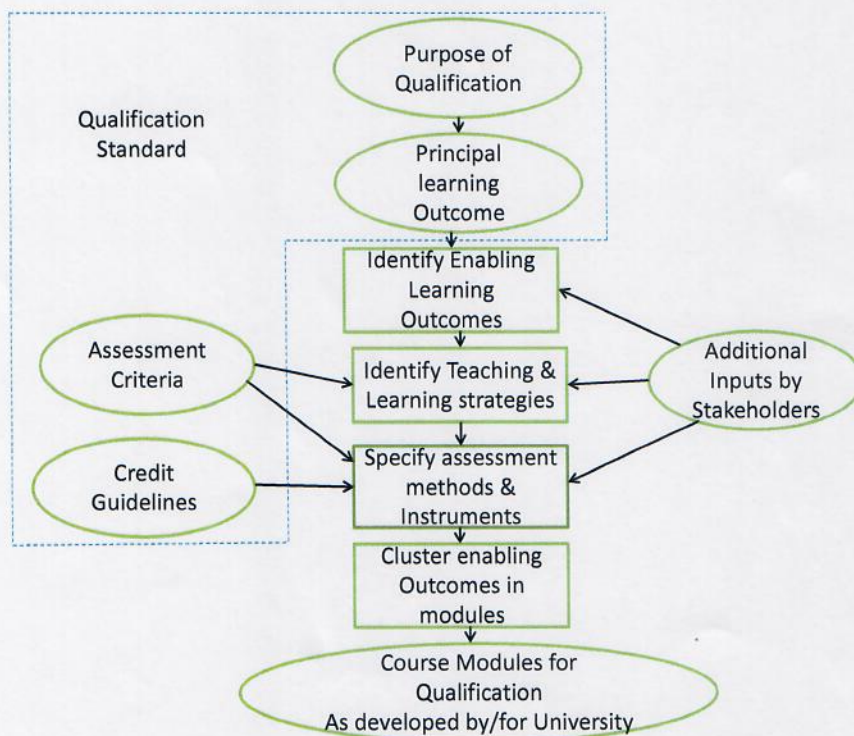 Purpose of
Qualification
Qualification
Standard
Principal
learning
Outcome
Identify Enabling
Learning
Outcomes
Assessment
Criteria
Identify Teaching &
Learning strategies
Additional
Inputs by
Stakeholders
Credit
Guidelines
Specify assessment
methods &
Instruments
Cluster enabling
Outcomes in
modules
Course Modules for
Qualification
As developed by/for University